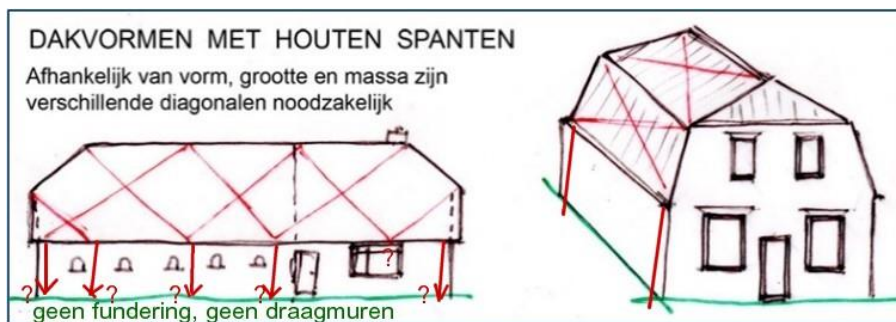 DAKVORMEN MET HOUTEN SPANTEN
Afhankelijk van vorm, grootte en massa zijn
verschillende diagonalen noodzakelijk
?
? ? ? ? ?
geen fundering, geen draagmuren